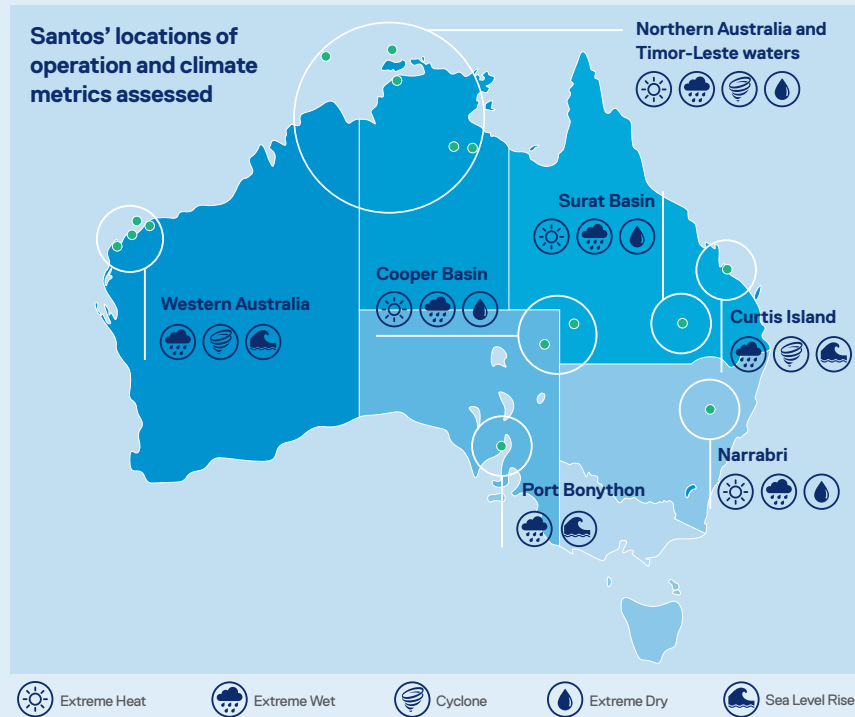 Santos’ locations of
operation and climate
metrics assessed
Northern Australia and
Timor-Leste waters
Surat Basin
Cooper Basin
Western Australia
Curtis Island
Narrabri
Port Bonython
Extreme Heat
Extreme Wet
Cyclone
Extreme Dry
Sea Level Rise